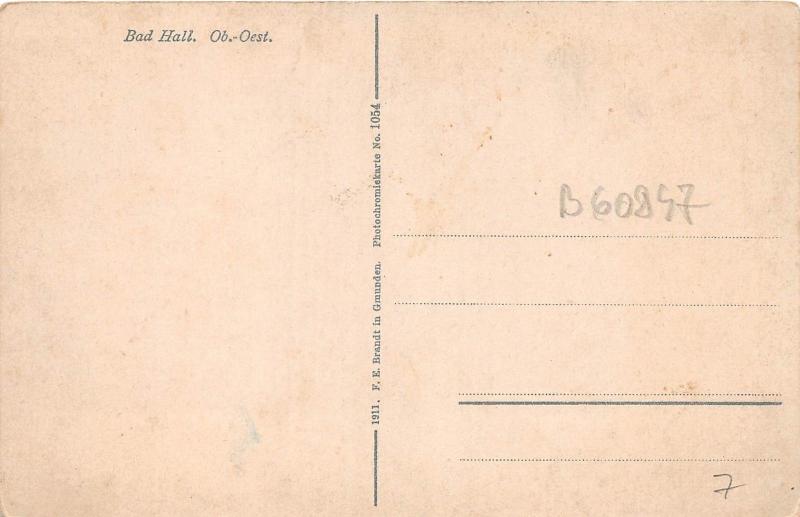 Bad Hall. Ob.-Oest.
1911. F. E. Brandt in Gmunden. Photochromiekarte No. 1054
B60847
7